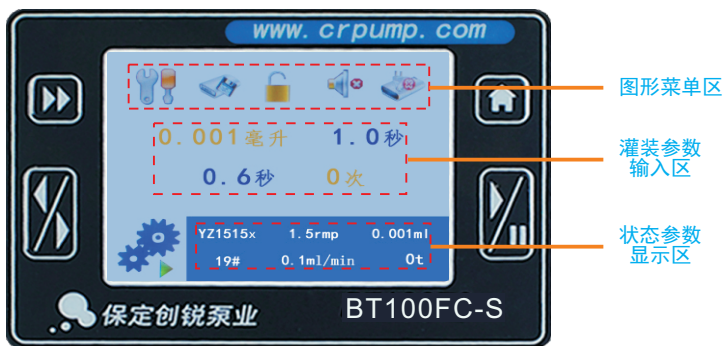 www. crpump. com
图形菜单区
0.001毫升 1.0秒
灌装参数
输入区
0.6秒 0次
YZ1515x 1.5rmp 0.001ml
19# 0.1ml/min 0t
状态参数
显示区
保定创锐泵业 BT100FC-S